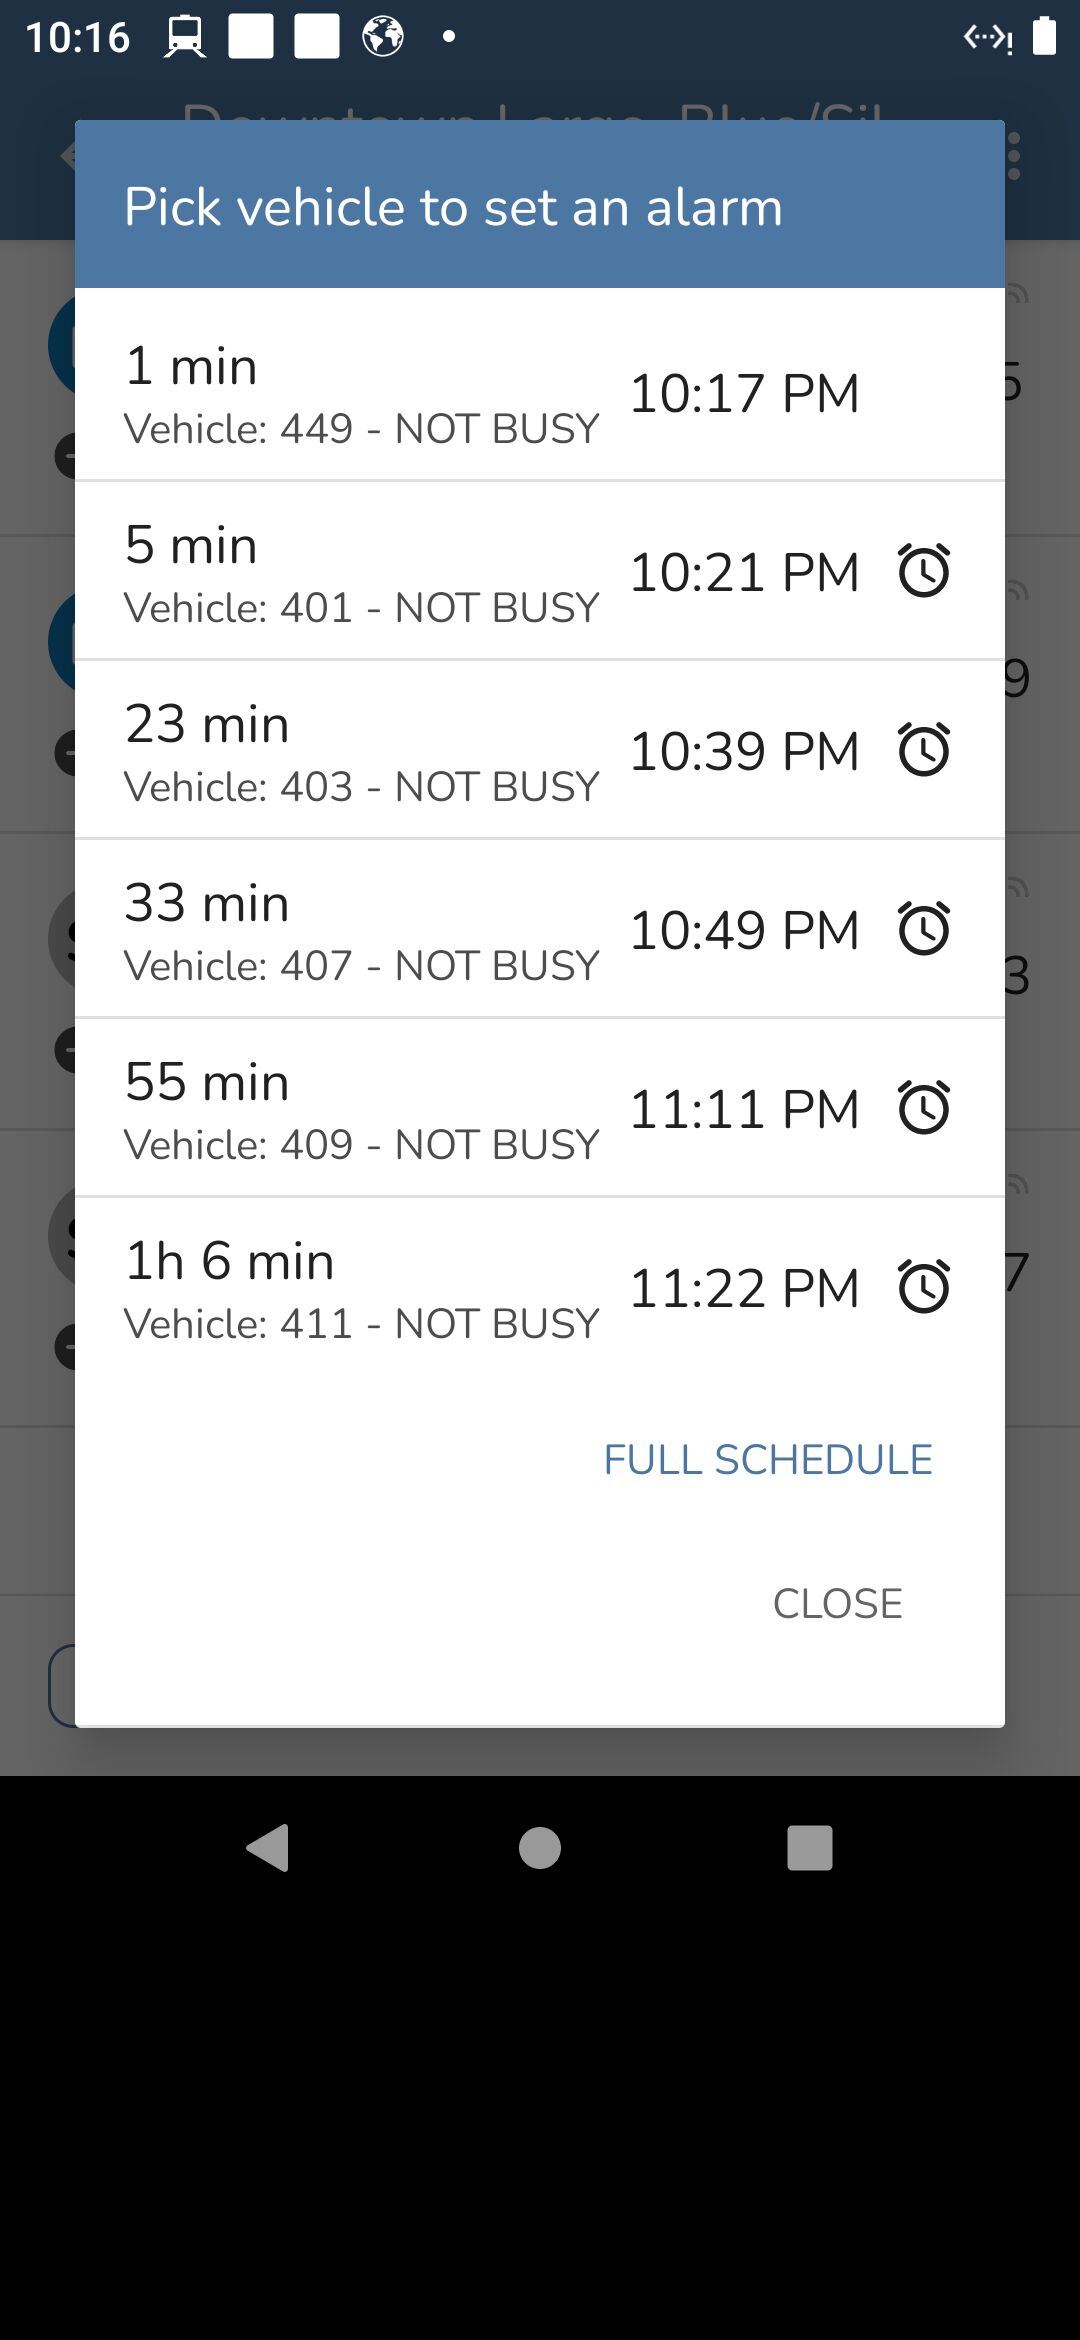 10:16
Pick vehicle to set an alarm
1 min
Vehicle: 449 - NOT BUSY
10:17 PM
5 min
Vehicle: 401 - NOT BUSY
10:21 PM
23 min
Vehicle: 403 - NOT BUSY
10:39 PM
33 min
Vehicle: 407 - NOT BUSY
10:49 PM
55 min
Vehicle: 409 - NOT BUSY
11:11 PM
1h 6 min
Vehicle: 411 - NOT BUSY
11:22 PM
FULL SCHEDULE
CLOSE